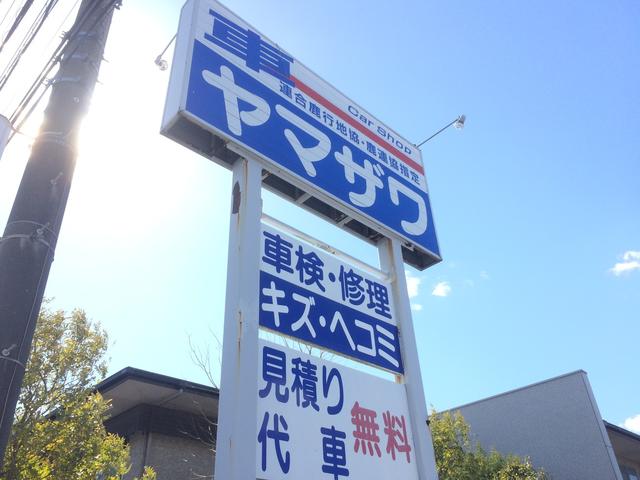 車
Car Shop
連合鹿行地協・鹿連協指定
ヤマザワ
車検・修理
キズ・ヘコミ
見積り
代車
無料